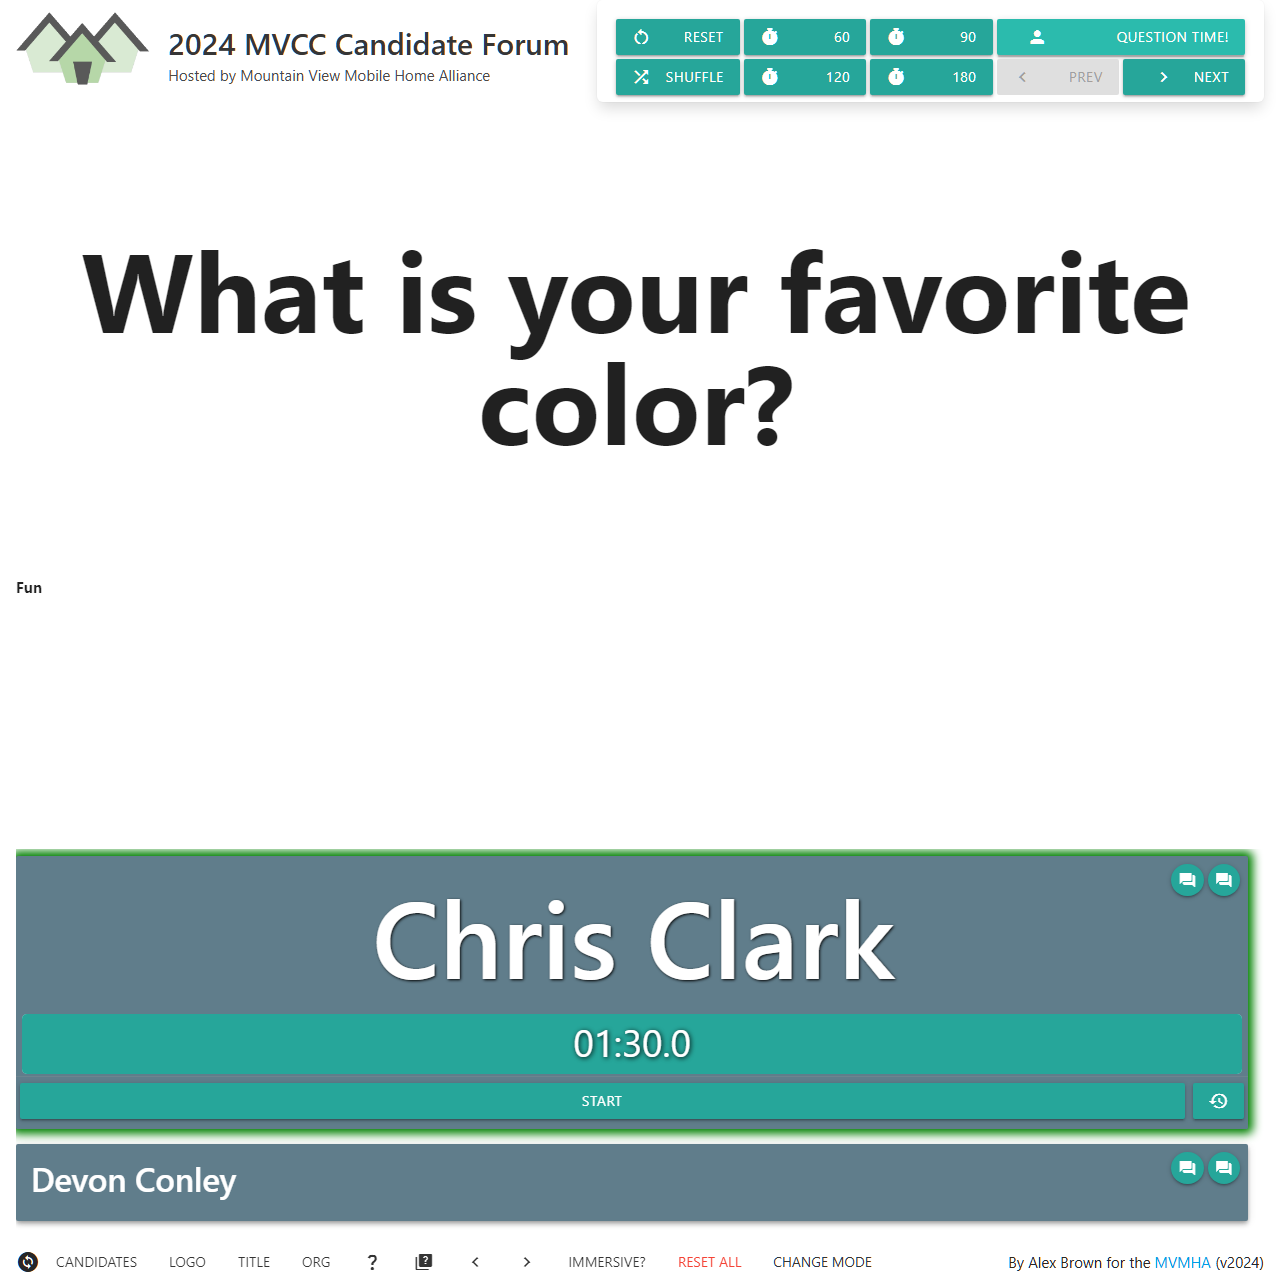 2024 MVCC Candidate Forum
Hosted by Mountain View Mobile Home Alliance
RESET 60 90 QUESTION TIME!
SHUFFLE 120 180 PREV NEXT
What is your favorite
color?
Fun
Chris Clark
01:30.0
START
Devon Conley
CANDIDATES LOGO TITLE ORG ? ? IMMERSIVE? RESET ALL CHANGE MODE By Alex Brown for the MVMHA (v2024)